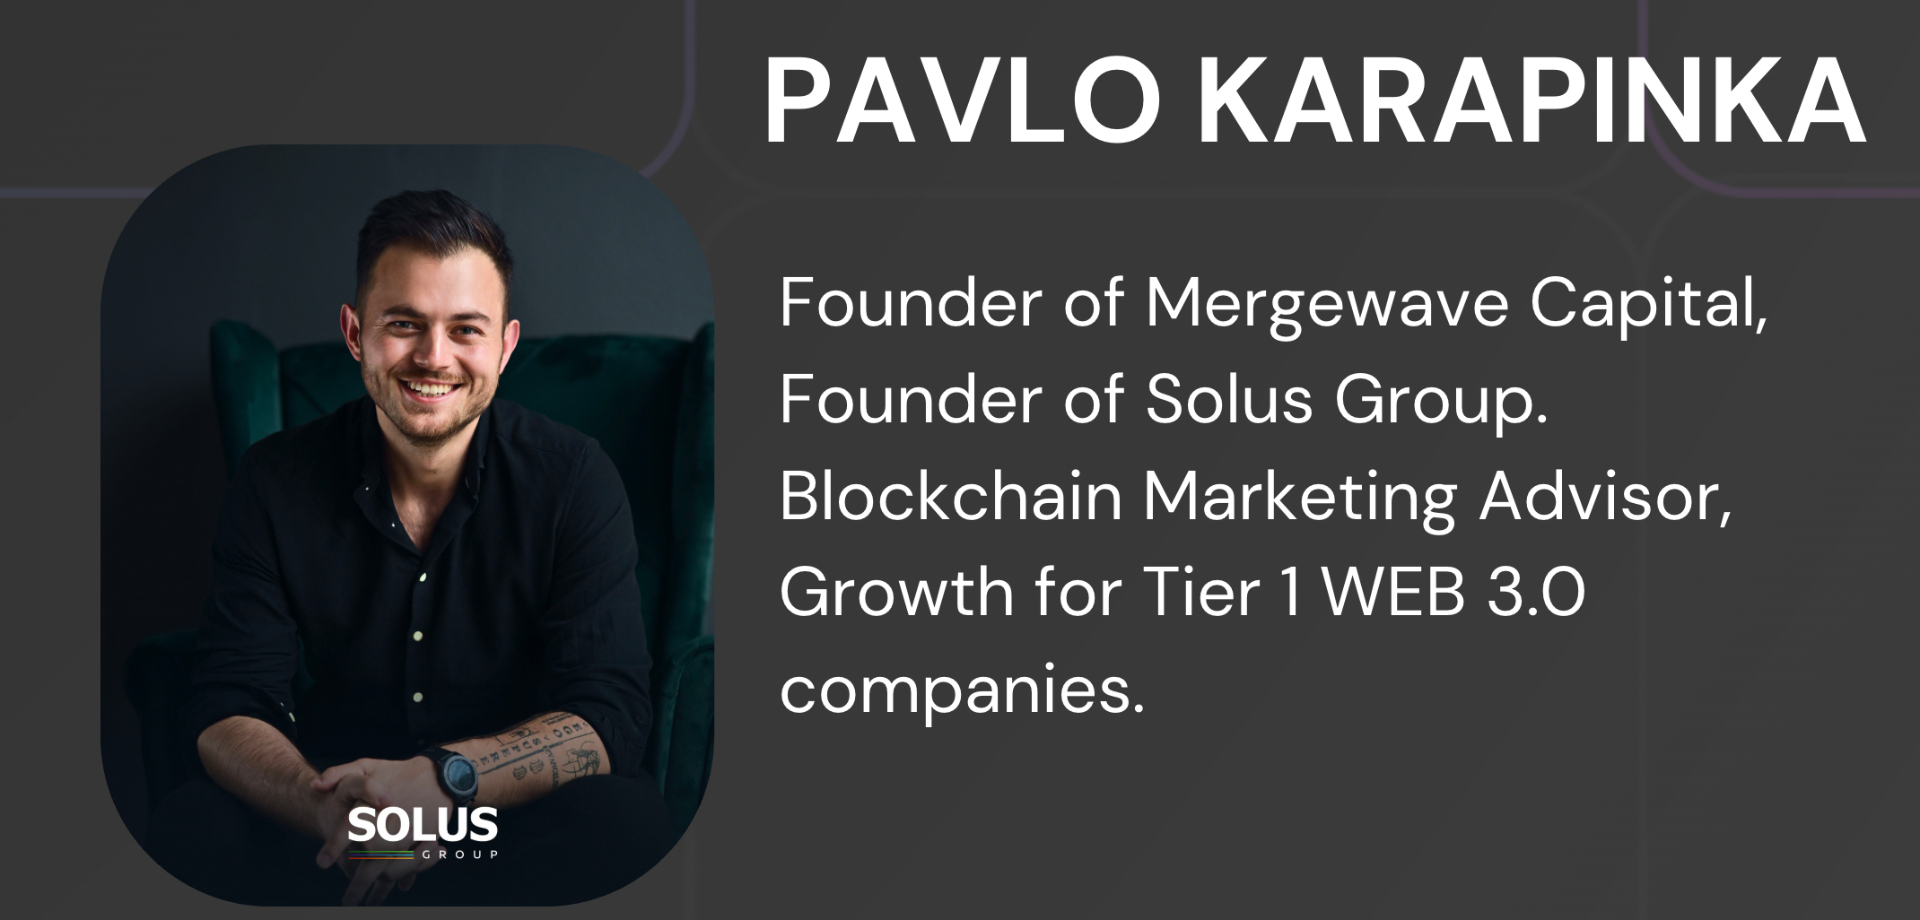 PAVLO KARAPINKA
Founder of Mergewave Capital,
Founder of Solus Group.
Blockchain Marketing Advisor,
Growth for Tier 1 WEB 3.0
companies.
SOLUS
GROUP